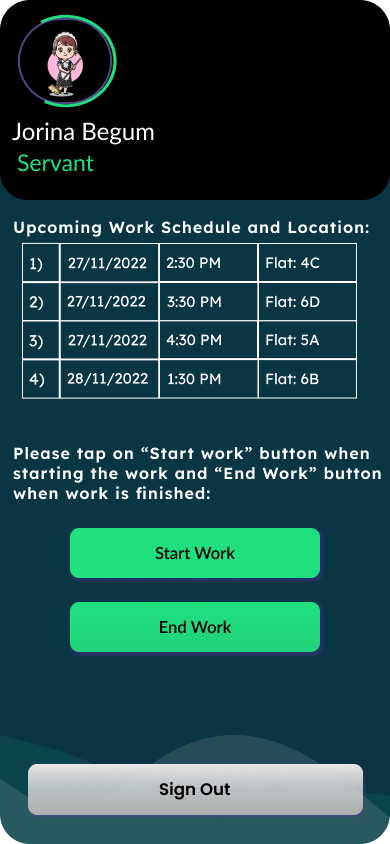 Jorina Begum
Servant
Upcoming Work Schedule and Location:
1) 27/11/2022 2:30 PM Flat: 4C
2) 27/11/2022 3:30 PM Flat: 6D
3) 27/11/2022 4:30 PM Flat: 5A
4) 28/11/2022 1:30 PM Flat: 6B
Please tap on “Start work” button when
starting the work and “End Work” button
when work is finished:
Start Work
End Work
Sign Out